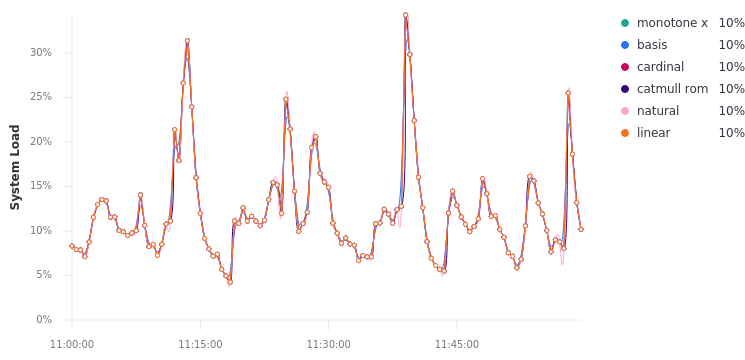 System Load
30%
25%
20%
15%
10%
5%
0%
11:00:00 11:15:00 11:30:00 11:45:00
monotone x 10%
basis 10%
cardinal 10%
catmull rom 10%
natural 10%
linear 10%